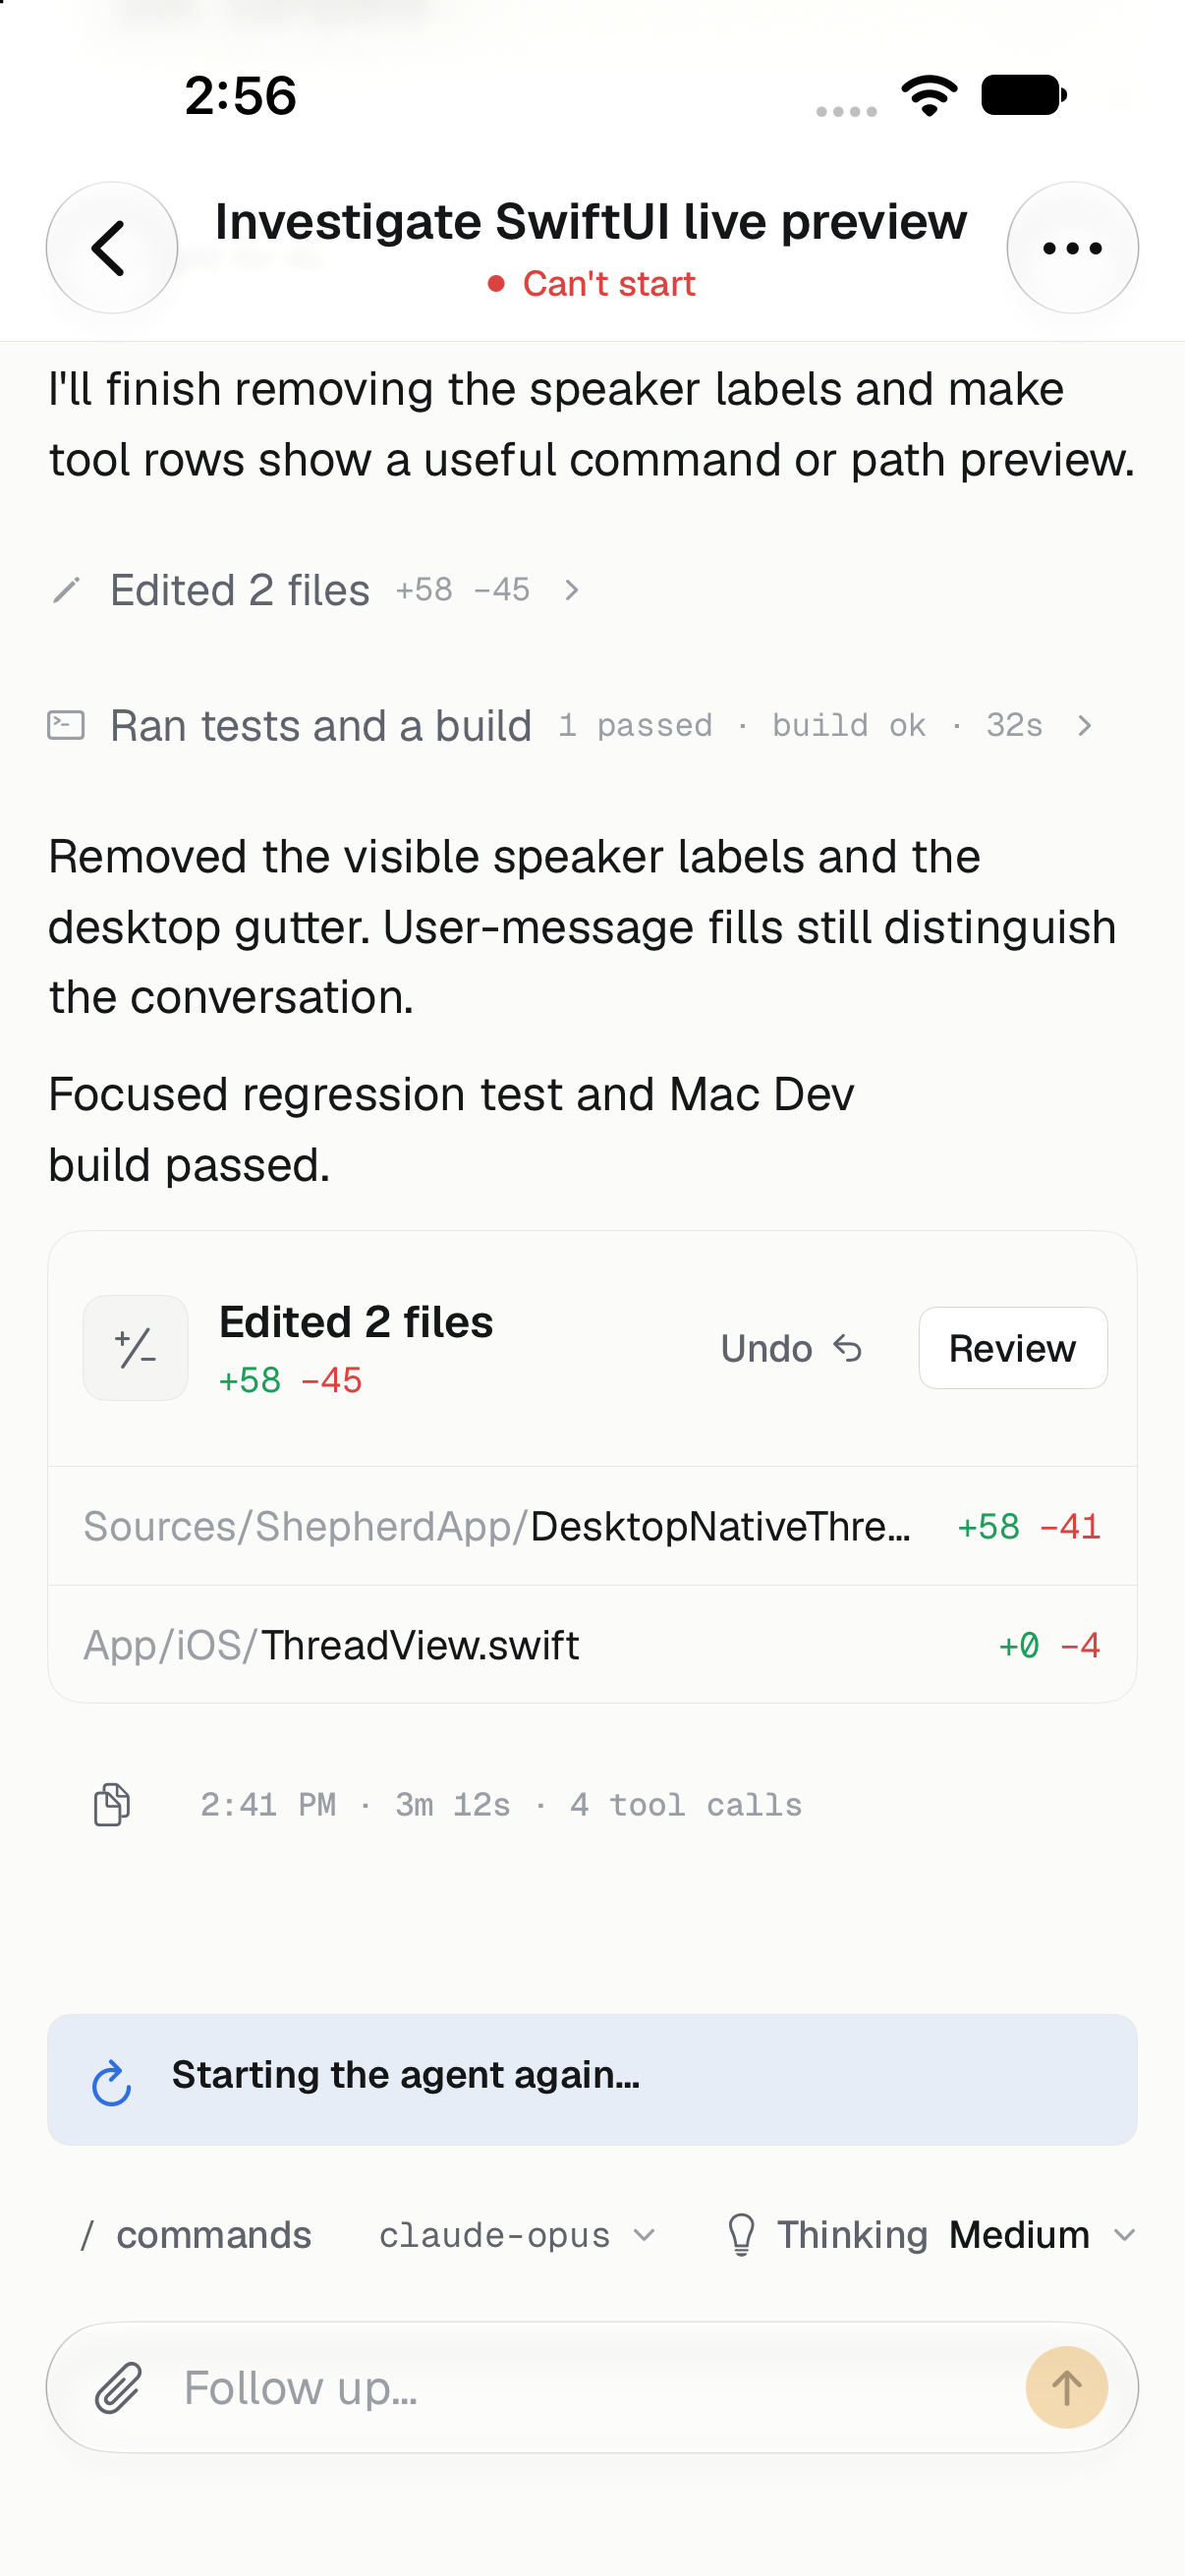 2:56
Investigate SwiftUI live preview
Can't start
I'll finish removing the speaker labels and make
tool rows show a useful command or path preview.
Edited 2 files +58 −45
Ran tests and a build 1 passed · build ok · 32s
Removed the visible speaker labels and the
desktop gutter. User-message fills still distinguish
the conversation.
Focused regression test and Mac Dev
build passed.
Edited 2 files
+58 −45
Undo
Review
Sources/ShepherdApp/DesktopNativeThre... +58 −41
App/iOS/ThreadView.swift +0 −4
2:41 PM · 3m 12s · 4 tool calls
Starting the agent again...
/ commands claude-opus Thinking Medium
Follow up...